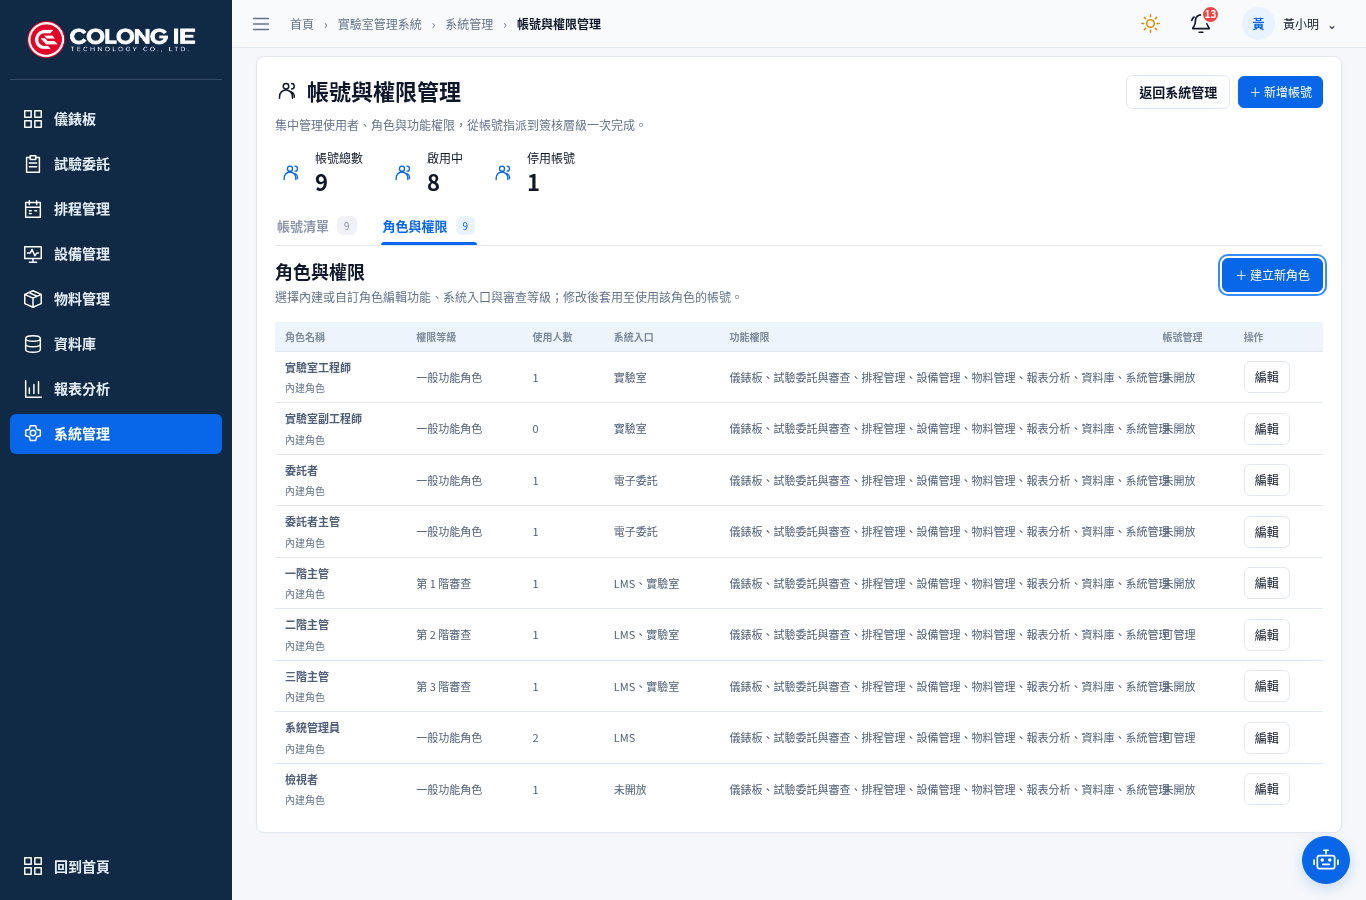 COLONG IE
TECHNOLOGY CO., LTD.
儀錶板
試驗委託
排程管理
設備管理
物料管理
資料庫
報表分析
系統管理
回到首頁
首頁 › 實驗室管理系統 › 系統管理 › 帳號與權限管理
13
黃 黃小明
帳號與權限管理
返回系統管理
＋ 新增帳號
集中管理使用者、角色與功能權限，從帳號指派到簽核層級一次完成。
帳號總數 啟用中 停用帳號
9 8 1
帳號清單 9 角色與權限 9
角色與權限
＋ 建立新角色
選擇內建或自訂角色編輯功能、系統入口與審查等級；修改後套用至使用該角色的帳號。
角色名稱 權限等級 使用人數 系統入口 功能權限 帳號管理 操作
實驗室工程師
內建角色
一般功能角色 1 實驗室 儀錶板、試驗委託與審查、排程管理、設備管理、物料管理、報表分析、資料庫、系統管理 未開放 編輯
實驗室副工程師
內建角色
一般功能角色 0 實驗室 儀錶板、試驗委託與審查、排程管理、設備管理、物料管理、報表分析、資料庫、系統管理 未開放 編輯
委託者
內建角色
一般功能角色 1 電子委託 儀錶板、試驗委託與審查、排程管理、設備管理、物料管理、報表分析、資料庫、系統管理 未開放 編輯
委託者主管
內建角色
一般功能角色 1 電子委託 儀錶板、試驗委託與審查、排程管理、設備管理、物料管理、報表分析、資料庫、系統管理 未開放 編輯
一階主管
內建角色
第 1 階審查 1 LMS、實驗室 儀錶板、試驗委託與審查、排程管理、設備管理、物料管理、報表分析、資料庫、系統管理 未開放 編輯
二階主管
內建角色
第 2 階審查 1 LMS、實驗室 儀錶板、試驗委託與審查、排程管理、設備管理、物料管理、報表分析、資料庫、系統管理 可管理 編輯
三階主管
內建角色
第 3 階審查 1 LMS、實驗室 儀錶板、試驗委託與審查、排程管理、設備管理、物料管理、報表分析、資料庫、系統管理 未開放 編輯
系統管理員
內建角色
一般功能角色 2 LMS 儀錶板、試驗委託與審查、排程管理、設備管理、物料管理、報表分析、資料庫、系統管理 可管理 編輯
檢視者
內建角色
一般功能角色 1 未開放 儀錶板、試驗委託與審查、排程管理、設備管理、物料管理、報表分析、資料庫、系統管理 未開放 編輯